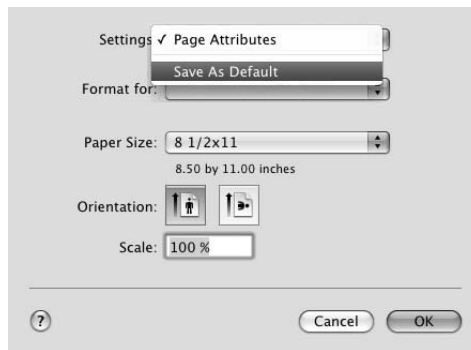 Settings ✓ Page Attributes
Save As Default
Format for:
Paper Size: 8 1/2x11
8.50 by 11.00 inches
Orientation:
Scale: 100 %
? Cancel OK